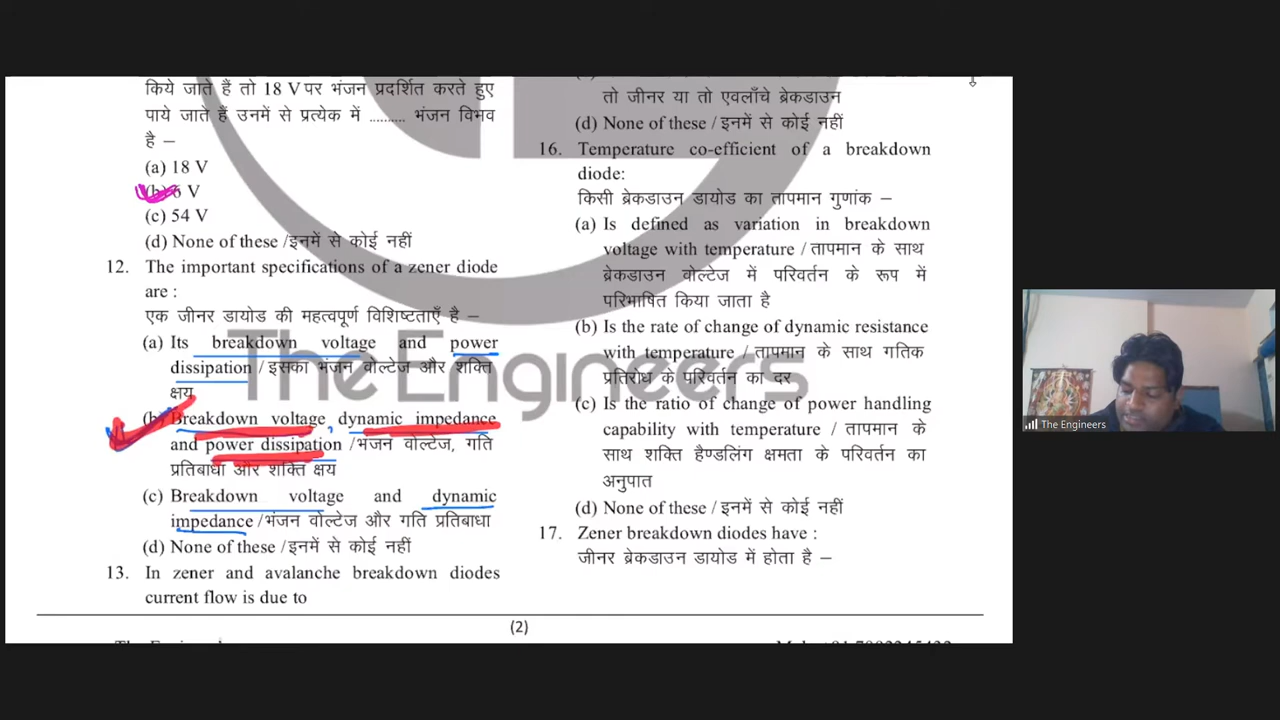 किये जाते हैं तो 18 V पर भंजन प्रदर्शित करते हुए
पाये जाते हैं उनमें से प्रत्येक में .......... भंजन विभव
है –
(a) 18 V
(b) 6 V
(c) 54 V
(d) None of these /इनमें से कोई नहीं
12. The important specifications of a zener diode
are :
एक जीनर डायोड की महत्वपूर्ण विशिष्टताएँ है –
(a) Its breakdown voltage and power
dissipation / इसका भंजन वोल्टेज और शक्ति
क्षय
(b) Breakdown voltage, dynamic impedance
and power dissipation /भंजन वोल्टेज, गति
प्रतिबाधा और शक्ति क्षय
(c) Breakdown voltage and dynamic
impedance /भंजन वोल्टेज और गति प्रतिबाधा
(d) None of these /इनमें से कोई नहीं
13. In zener and avalanche breakdown diodes
current flow is due to
तो जीनर या तो एवलाँचे ब्रेकडाउन
(d) None of these / इनमें से कोई नहीं
16. Temperature co-efficient of a breakdown
diode:
किसी ब्रेकडाउन डायोड का तापमान गुणांक –
(a) Is defined as variation in breakdown
voltage with temperature / तापमान के साथ
ब्रेकडाउन वोल्टेज में परिवर्तन के रूप में
परिभाषित किया जाता है
(b) Is the rate of change of dynamic resistance
with temperature / तापमान के साथ गतिक
प्रतिरोध के परिवर्तन का दर
(c) Is the ratio of change of power handling
capability with temperature / तापमान के
साथ शक्ति हैण्डलिंग क्षमता के परिवर्तन का
अनुपात
(d) None of these / इनमें से कोई नहीं
17. Zener breakdown diodes have :
जीनर ब्रेकडाउन डायोड में होता है –
(2)
The Engineers
The Engineers